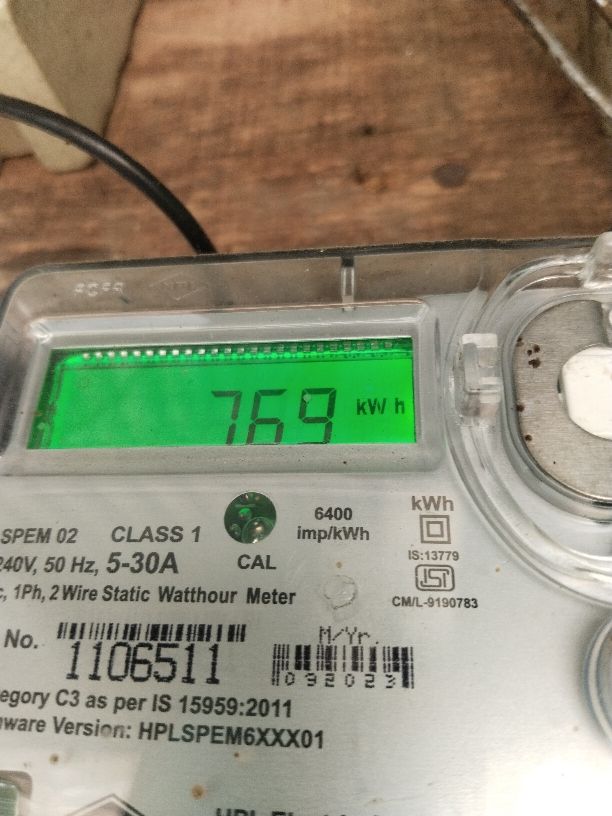 769 kW h
SPEM 02 CLASS 1
240V, 50 Hz, 5-30A
CAL
6400
imp/kWh
kWh
IS:13779
CM/L-9190783
1Ph, 2 Wire Static Watthour Meter
No. 1106511
M/Yr.
092023
egory C3 as per IS 15959:2011
ware Version: HPLSPEM6XXX01